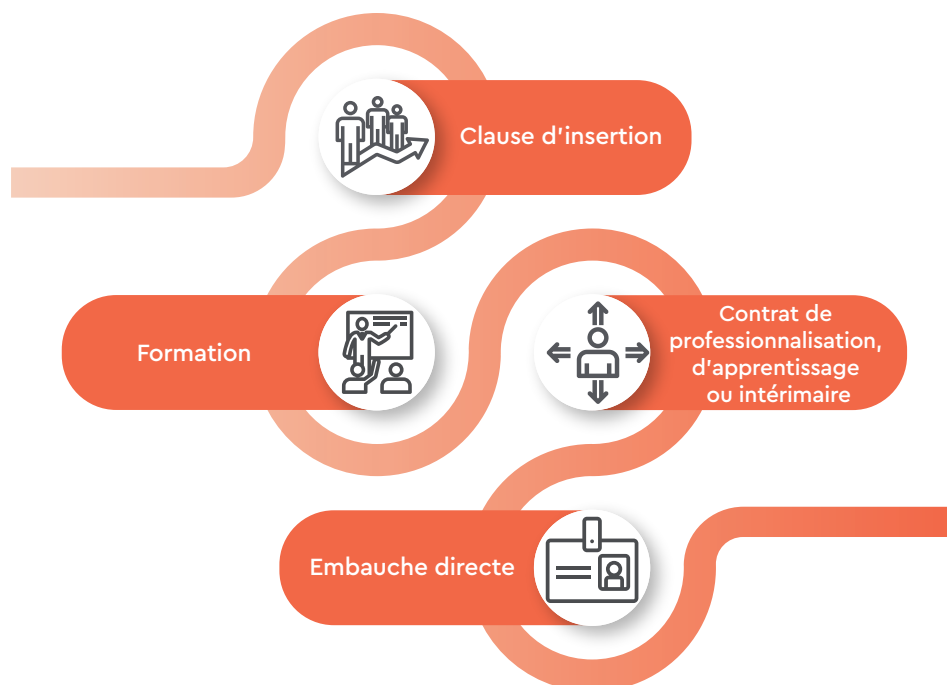 Clause d'insertion
Formation
Contrat de
professionnalisation,
d'apprentissage
ou intérimaire
Embauche directe